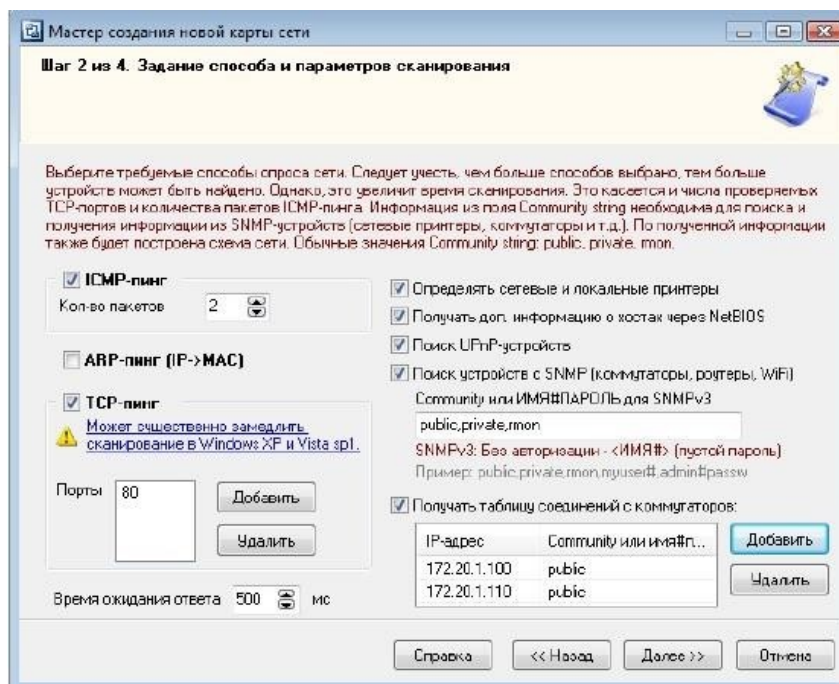 Мастер создания новой карты сети
Шаг 2 из 4. Задание способа и параметров сканирования
Выберите требуемые способы опроса сети. Следует учесть, чем больше способов выбрано, тем больше
устройств может быть найдено. Однако, это увеличит время сканирования. Это касается и числа проверяемых
TCP-портов и количества пакетов ICMP-пинга. Информация из поля Community string необходима для поиска и
получения информации из SNMP-устройств (сетевые принтеры, коммутаторы и т.д.). По полученной информации
также будет построена схема сети. Обычные значения Community string: public, private, rmon.
ICMP-пинг
Кол-во пакетов 2
ARP-пинг (IP->MAC)
TCP-пинг
Может существенно замедлить
сканирование в Windows XP и Vista sp1.
Порты 80
Добавить
Удалить
Время ожидания ответа 500 мс
Определять сетевые и локальные принтеры
Получать доп. информацию о хостах через NetBIOS
Поиск UPnP-устройств
Поиск устройств с SNMP (коммутаторы, роутеры, WiFi)
Community или ИМЯ#ПАРОЛЬ для SNMPv3
public,private,rmon
SNMPv3: Без авторизации - <ИМЯ#> (пустой пароль)
Пример: public,private,rmon,myuser#,admin#passw
Получать таблицу соединений с коммутаторов:
IP-адрес Community или имя#п...
172.20.1.100 public
172.20.1.110 public
Добавить
Удалить
Справка << Назад Далее >> Отмена